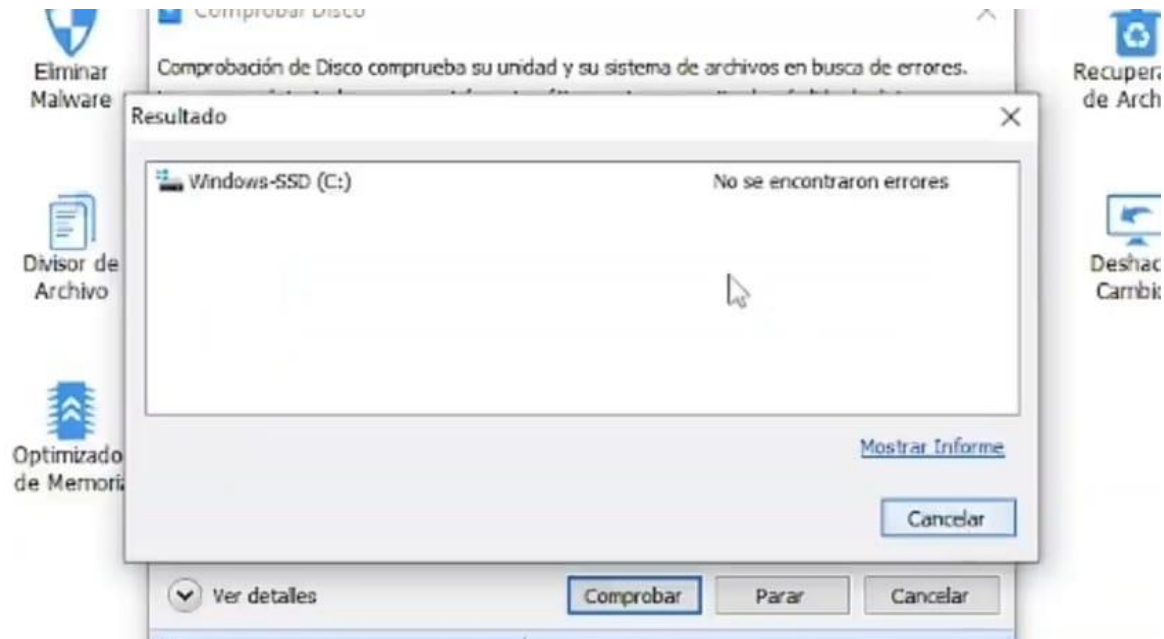 Comprobar Disco
Eliminar
Malware
Comprobación de Disco comprueba su unidad y su sistema de archivos en busca de errores.
Recupera
de Arch
Resultado
Windows-SSD (C:)
No se encontraron errores
Divisor de
Archivo
Deshac
Cambio
Optimizado
de Memoria
Mostrar Informe
Cancelar
Ver detalles
Comprobar
Parar
Cancelar